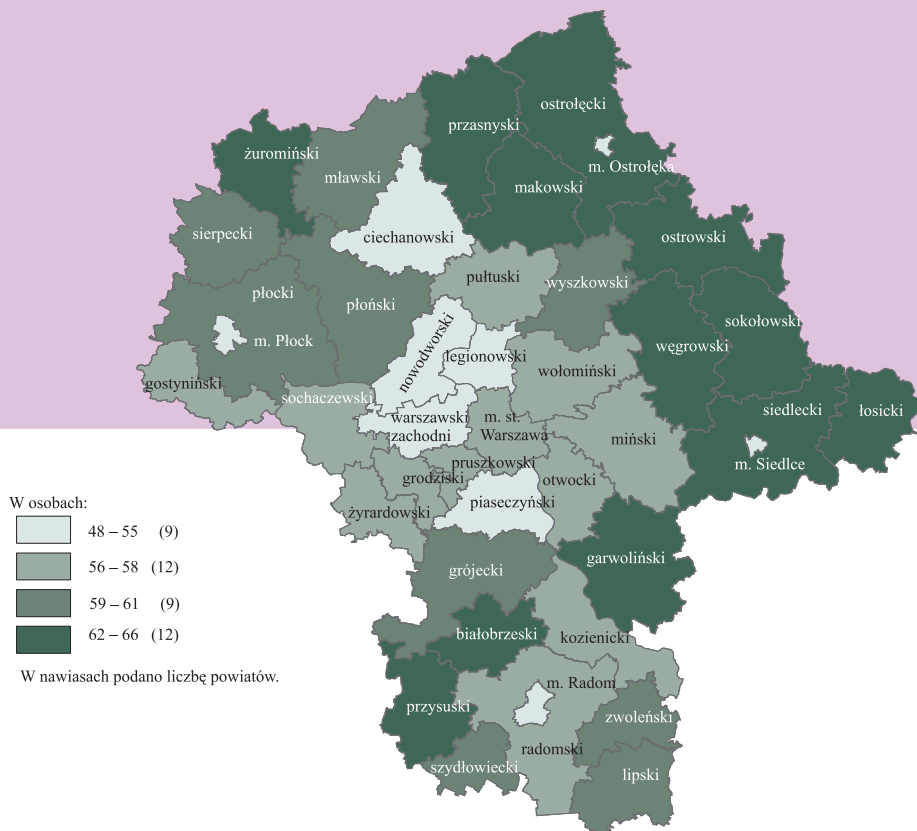 ostrołęcki
przasnyski
żuromiński
m. Ostrołęka
mławski
makowski
sierpecki
ciechanowski
ostrowski
pułtuski
wyszkowski
płocki
płoński
sokołowski
m. Płock
nowodworski
legionowski
węgrowski
wołomiński
gostyniński
sochaczewski
siedlecki
łosicki
warszawski
zachodni
m. st.
Warszawa
miński
m. Siedlce
pruszkowski
grodziski
otwocki
piaseczyński
żyrardowski
W osobach:
48 – 55 (9)
56 – 58 (12)
59 – 61 (9)
62 – 66 (12)
W nawiasach podano liczbę powiatów.
garwoliński
grójecki
białobrzeski
kozienicki
m. Radom
przysuski
zwoleński
radomski
szydłowiecki
lipski